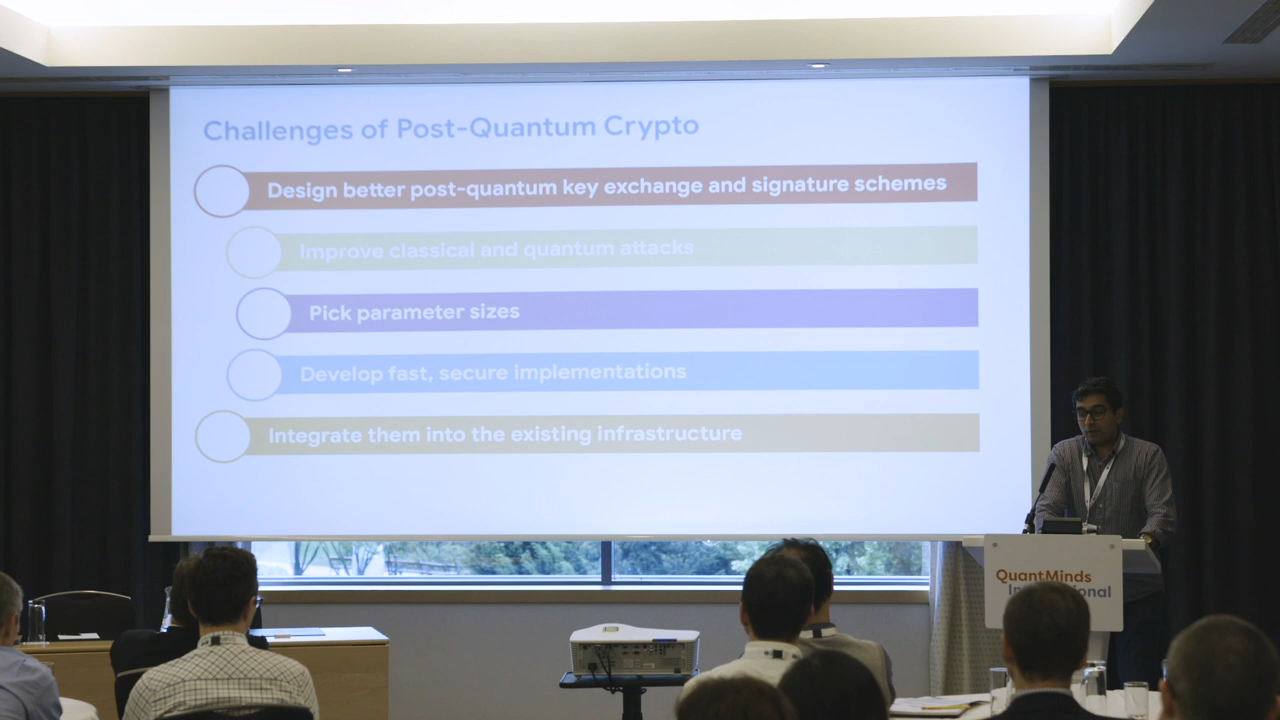 Challenges of Post-Quantum Crypto
Design better post-quantum key exchange and signature schemes
Improve classical and quantum attacks
Pick parameter sizes
Develop fast, secure implementations
Integrate them into the existing infrastructure
QuantMinds